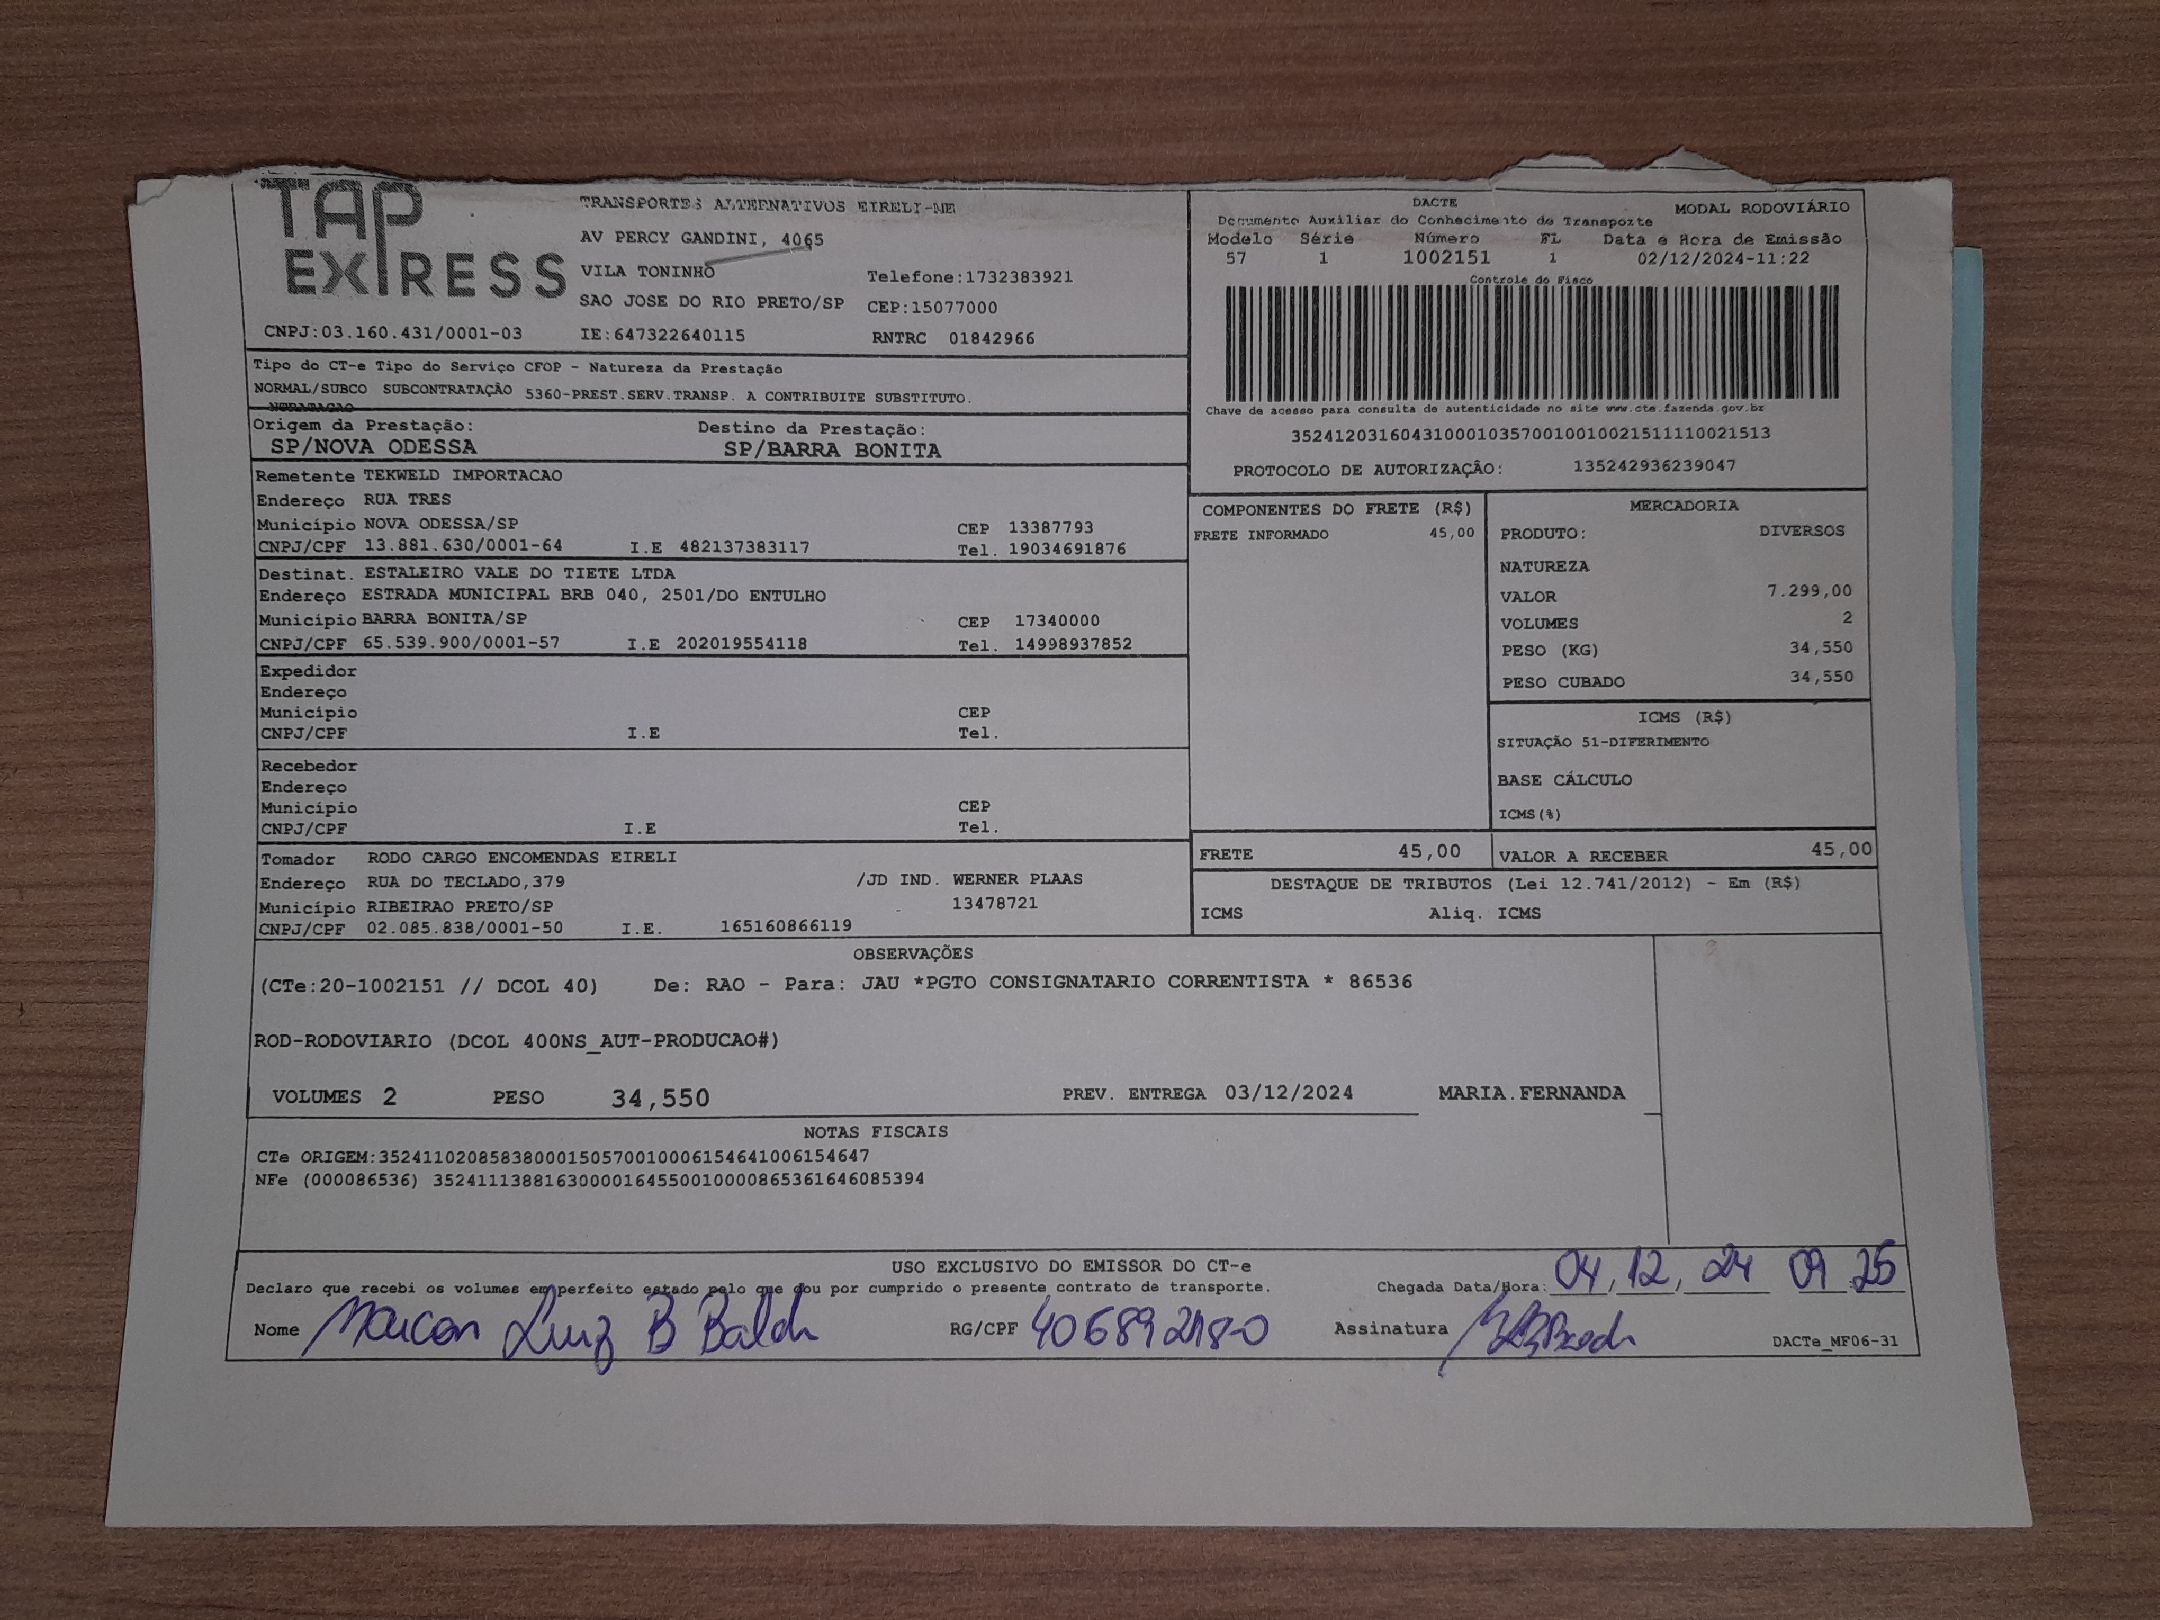 TAP EXPRESS
TRANSPORTES ALTERNATIVOS EIRELI-ME
AV PERCY GANDINI, 4065
VILA TONINHO Telefone:1732383921
SAO JOSE DO RIO PRETO/SP CEP:15077000
CNPJ:03.160.431/0001-03 IE:647322640115 RNTRC 01842966
DACTE
Documento Auxiliar do Conhecimento de Transporte MODAL RODOVIÁRIO
Modelo Série Número FL Data e Hora de Emissão
57 1 1002151 1 02/12/2024-11:22
Controle do Fisco
Chave de acesso para consulta de autenticidade no site www.cte.fazenda.gov.br
35241203160431000103570010010021511110021513
PROTOCOLO DE AUTORIZAÇÃO: 135242936239047
Tipo do CT-e Tipo do Serviço CFOP - Natureza da Prestação
NORMAL/SUBCO SUBCONTRATAÇÃO 5360-PREST.SERV.TRANSP. A CONTRIBUITE SUBSTITUTO.
NTRATACAO
Origem da Prestação: Destino da Prestação:
SP/NOVA ODESSA SP/BARRA BONITA
Remetente TEKWELD IMPORTACAO
Endereço RUA TRES
Município NOVA ODESSA/SP CEP 13387793
CNPJ/CPF 13.881.630/0001-64 I.E 482137383117 Tel. 19034691876
Destinat. ESTALEIRO VALE DO TIETE LTDA
Endereço ESTRADA MUNICIPAL BRB 040, 2501/DO ENTULHO
Município BARRA BONITA/SP CEP 17340000
CNPJ/CPF 65.539.900/0001-57 I.E 202019554118 Tel. 14998937852
Expedidor
Endereço
Município CEP
CNPJ/CPF I.E Tel.
Recebedor
Endereço
Município CEP
CNPJ/CPF I.E Tel.
Tomador RODO CARGO ENCOMENDAS EIRELI
Endereço RUA DO TECLADO,379 /JD IND. WERNER PLAAS
Município RIBEIRAO PRETO/SP 13478721
CNPJ/CPF 02.085.838/0001-50 I.E. 165160866119
COMPONENTES DO FRETE (R$)
FRETE INFORMADO 45,00
MERCADORIA
PRODUTO: DIVERSOS
NATUREZA
VALOR 7.299,00
VOLUMES 2
PESO (KG) 34,550
PESO CUBADO 34,550
ICMS (R$)
SITUAÇÃO 51-DIFERIMENTO
BASE CÁLCULO
ICMS(%)
FRETE 45,00 VALOR A RECEBER 45,00
DESTAQUE DE TRIBUTOS (Lei 12.741/2012) - Em (R$)
ICMS Aliq. ICMS
OBSERVAÇÕES
(CTe:20-1002151 // DCOL 40) De: RAO - Para: JAU *PGTO CONSIGNATARIO CORRENTISTA * 86536
ROD-RODOVIARIO (DCOL 400NS_AUT-PRODUCAO#)
VOLUMES 2 PESO 34,550 PREV. ENTREGA 03/12/2024 MARIA.FERNANDA
NOTAS FISCAIS
CTe ORIGEM:35241102085838000150570010006154641006154647
NFe (000086536) 35241113881630000164550010000865361646085394
USO EXCLUSIVO DO EMISSOR DO CT-e
Declaro que recebi os volumes em perfeito estado pelo que dou por cumprido o presente contrato de transporte. Chegada Data/Hora: 04, 12, 24 09 25
Nome Luiz B RG/CPF Assinatura
DACTe_MF06-31